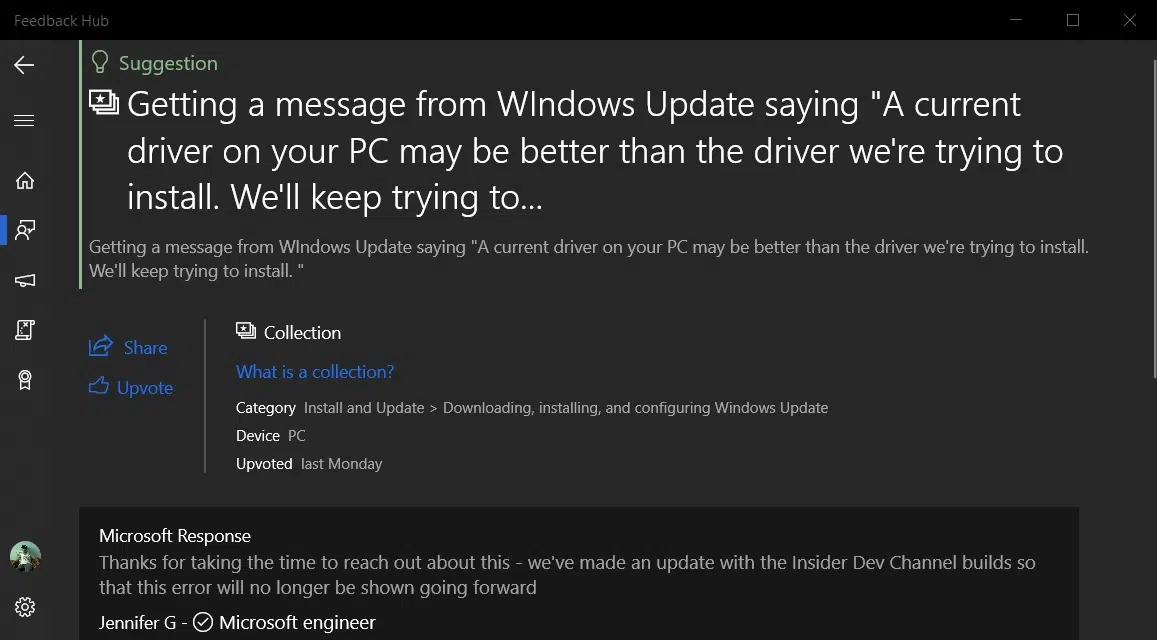 Feedback Hub
Suggestion
Getting a message from WIndows Update saying "A current
driver on your PC may be better than the driver we're trying to
install. We'll keep trying to...
Getting a message from WIndows Update saying "A current driver on your PC may be better than the driver we're trying to install.
We'll keep trying to install. "
Share
Upvote
Collection
What is a collection?
Category Install and Update > Downloading, installing, and configuring Windows Update
Device PC
Upvoted last Monday
Microsoft Response
Thanks for taking the time to reach out about this - we've made an update with the Insider Dev Channel builds so
that this error will no longer be shown going forward
Jennifer G - Microsoft engineer